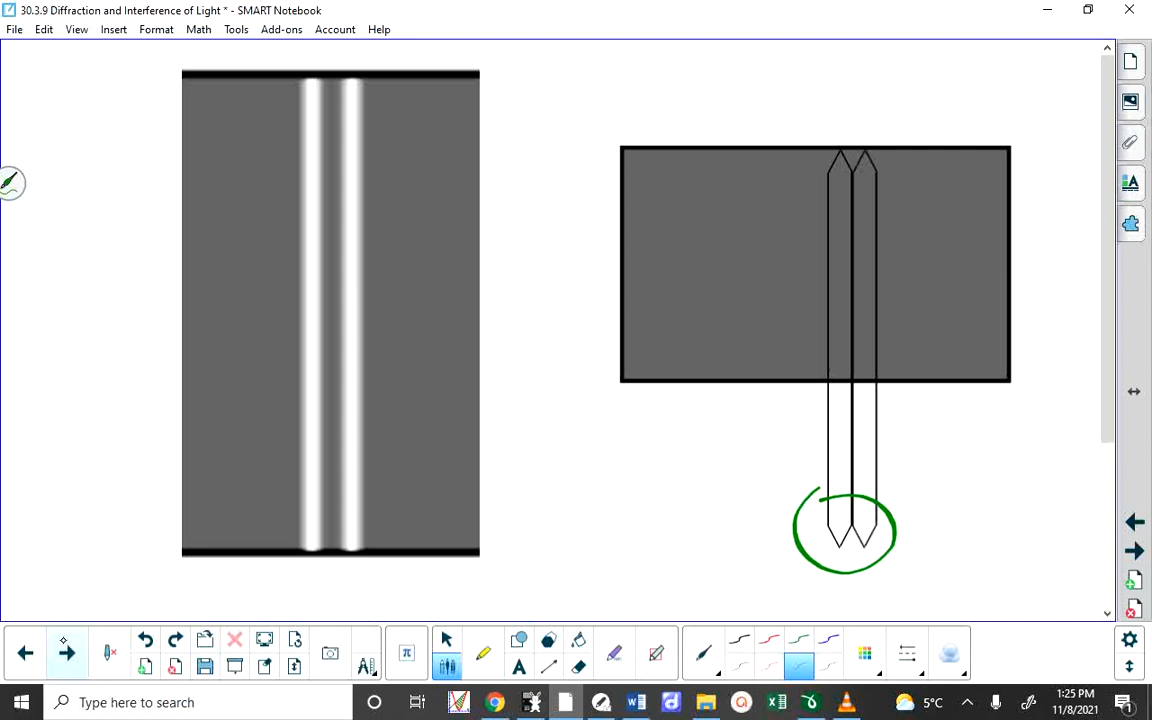 30.3.9 Diffraction and Interference of Light * - SMART Notebook
File Edit View Insert Format Math Tools Add-ons Account Help
π
A
Type here to search
5°C
1:25 PM
11/8/2021
1